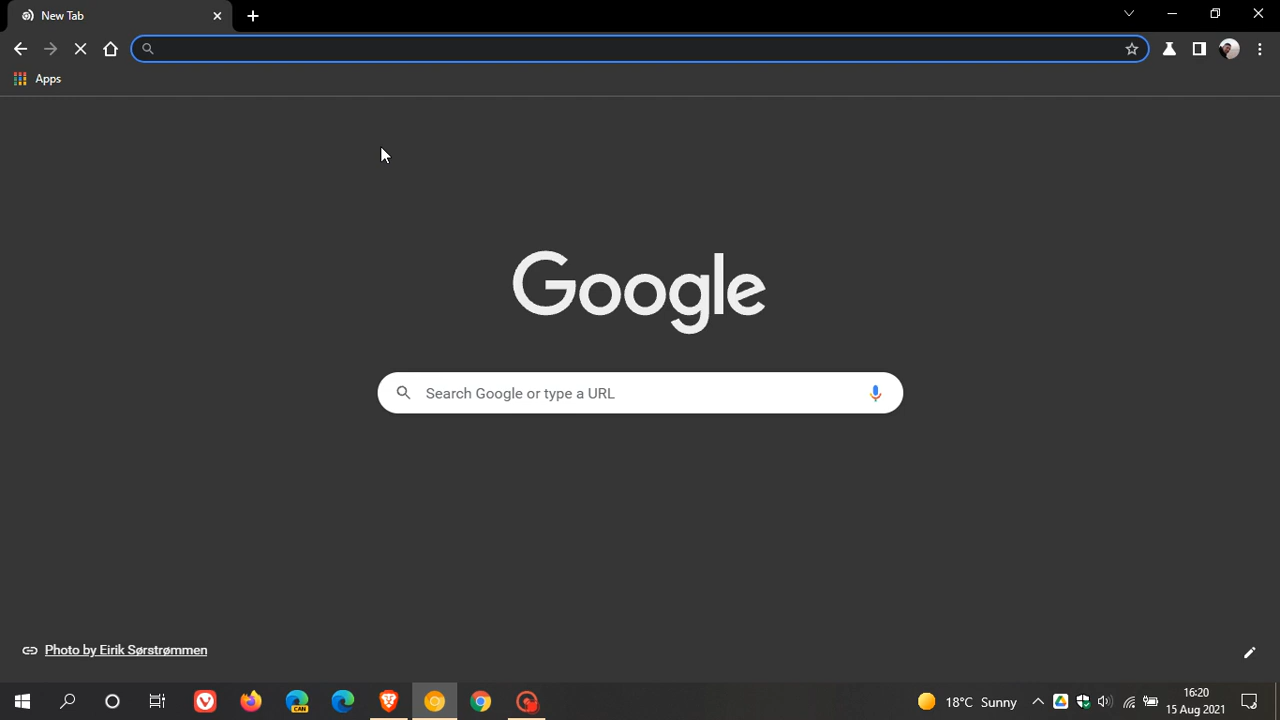 New Tab
Apps
Google
Search Google or type a URL
Photo by Eirik Sørstrømmen
CAN
18°C Sunny
16:20
15 Aug 2021